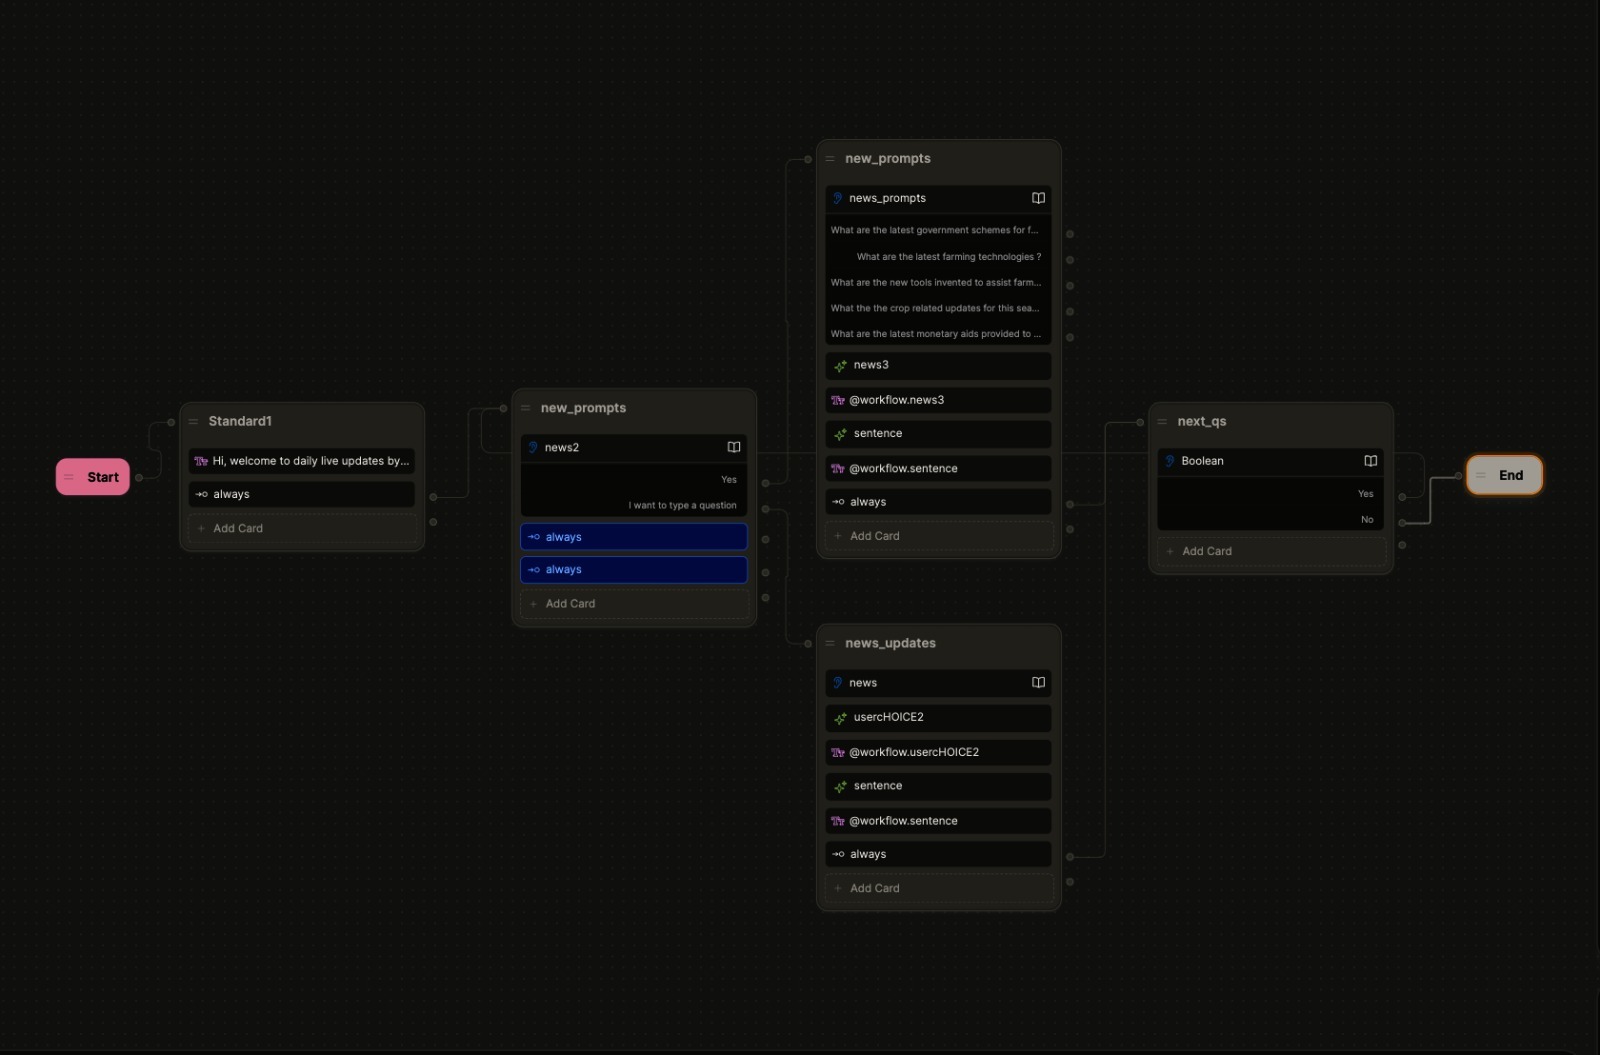 Start
Standard1
Hi, welcome to daily live updates by...
always
Add Card
new_prompts
news2
Yes
I want to type a question
always
always
Add Card
new_prompts
news_prompts
What are the latest government schemes for f...
What are the latest farming technologies ?
What are the new tools invented to assist farm...
What the the crop related updates for this sea...
What are the latest monetary aids provided to ...
news3
@workflow.news3
sentence
@workflow.sentence
always
Add Card
news_updates
news
usercHOICE2
@workflow.usercHOICE2
sentence
@workflow.sentence
always
Add Card
next_qs
Boolean
Yes
No
Add Card
End